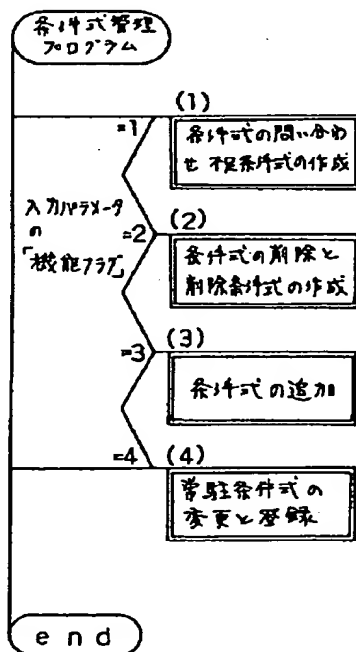 条件式管理
プログラム
(1)
=1
条件式の問い合わ
せ 不足条件式の作成
入力パラメータ
の
「機能フラグ」
=2
(2)
条件式の削除と
削除条件式の作成
=3
(3)
条件式の追加
=4
(4)
常駐条件式の
変更と登録
end